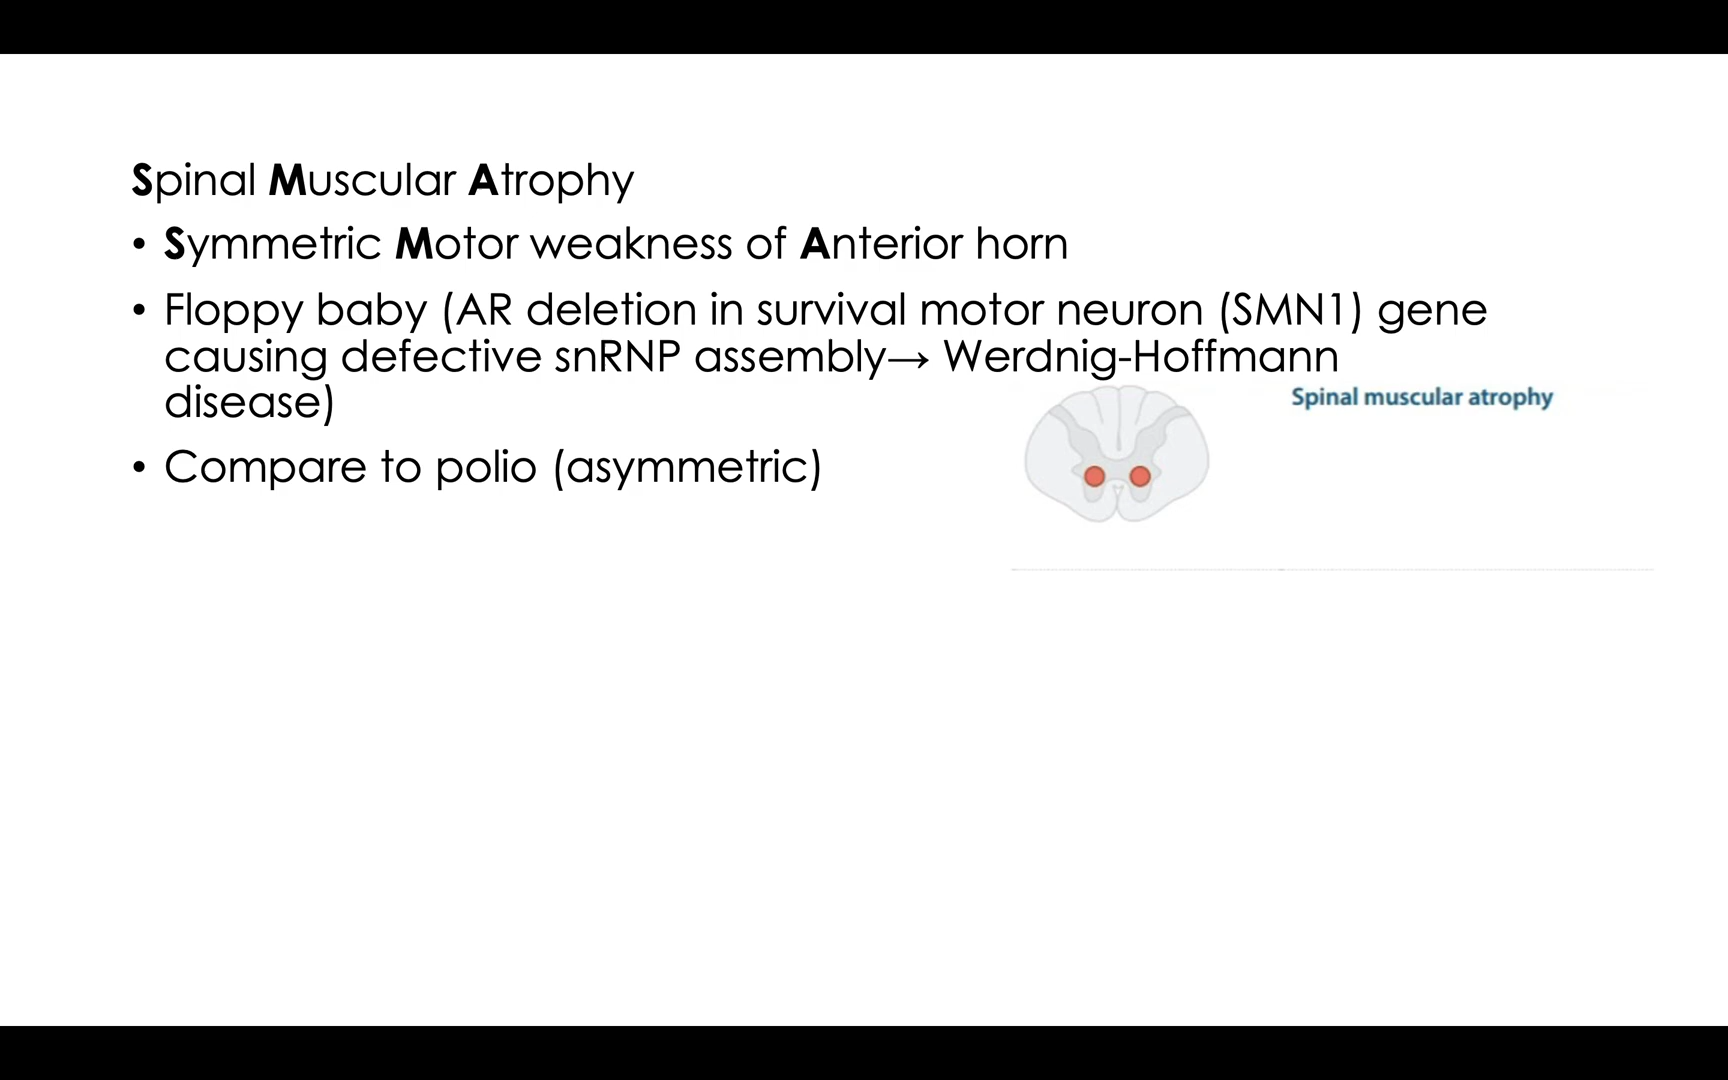 Spinal Muscular Atrophy
• Symmetric Motor weakness of Anterior horn
• Floppy baby (AR deletion in survival motor neuron (SMN1) gene
causing defective snRNP assembly→ Werdnig-Hoffmann
disease)
Spinal muscular atrophy
• Compare to polio (asymmetric)